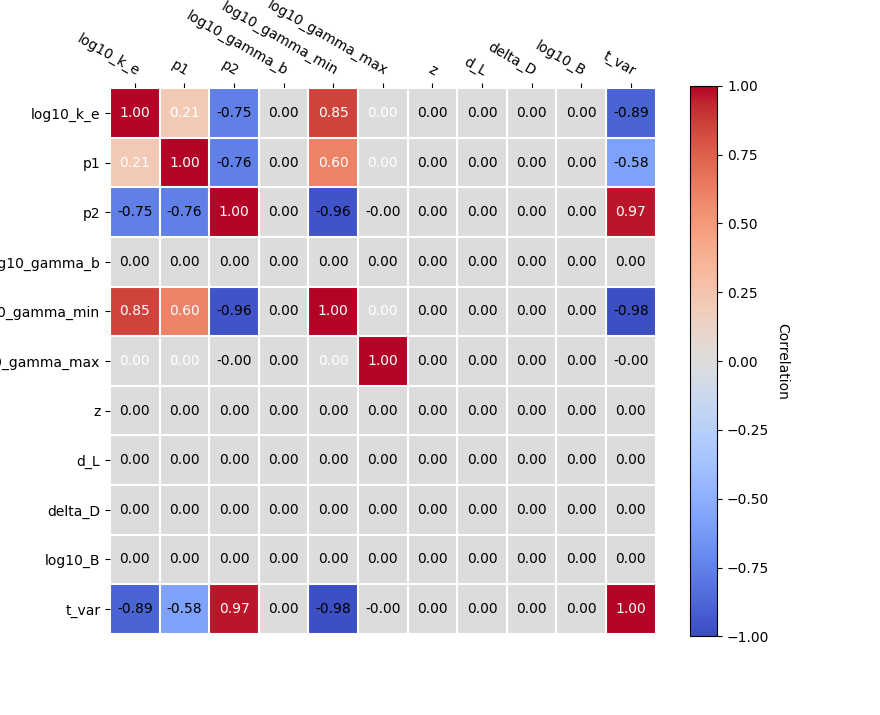 log10_k_e p1 p2 log10_gamma_b log10_gamma_min log10_gamma_max z d_L delta_D log10_B t_var
log10_k_e 1.00 0.21 -0.75 0.00 0.85 0.00 0.00 0.00 0.00 0.00 -0.89
p1 0.21 1.00 -0.76 0.00 0.60 0.00 0.00 0.00 0.00 0.00 -0.58
p2 -0.75 -0.76 1.00 0.00 -0.96 -0.00 0.00 0.00 0.00 0.00 0.97
g10_gamma_b 0.00 0.00 0.00 0.00 0.00 0.00 0.00 0.00 0.00 0.00 0.00
0_gamma_min 0.85 0.60 -0.96 0.00 1.00 0.00 0.00 0.00 0.00 0.00 -0.98
0_gamma_max 0.00 0.00 -0.00 0.00 0.00 1.00 0.00 0.00 0.00 0.00 -0.00
z 0.00 0.00 0.00 0.00 0.00 0.00 0.00 0.00 0.00 0.00 0.00
d_L 0.00 0.00 0.00 0.00 0.00 0.00 0.00 0.00 0.00 0.00 0.00
delta_D 0.00 0.00 0.00 0.00 0.00 0.00 0.00 0.00 0.00 0.00 0.00
log10_B 0.00 0.00 0.00 0.00 0.00 0.00 0.00 0.00 0.00 0.00 0.00
t_var -0.89 -0.58 0.97 0.00 -0.98 -0.00 0.00 0.00 0.00 0.00 1.00
1.00
0.75
0.50
0.25
0.00
−0.25
−0.50
−0.75
−1.00
Correlation